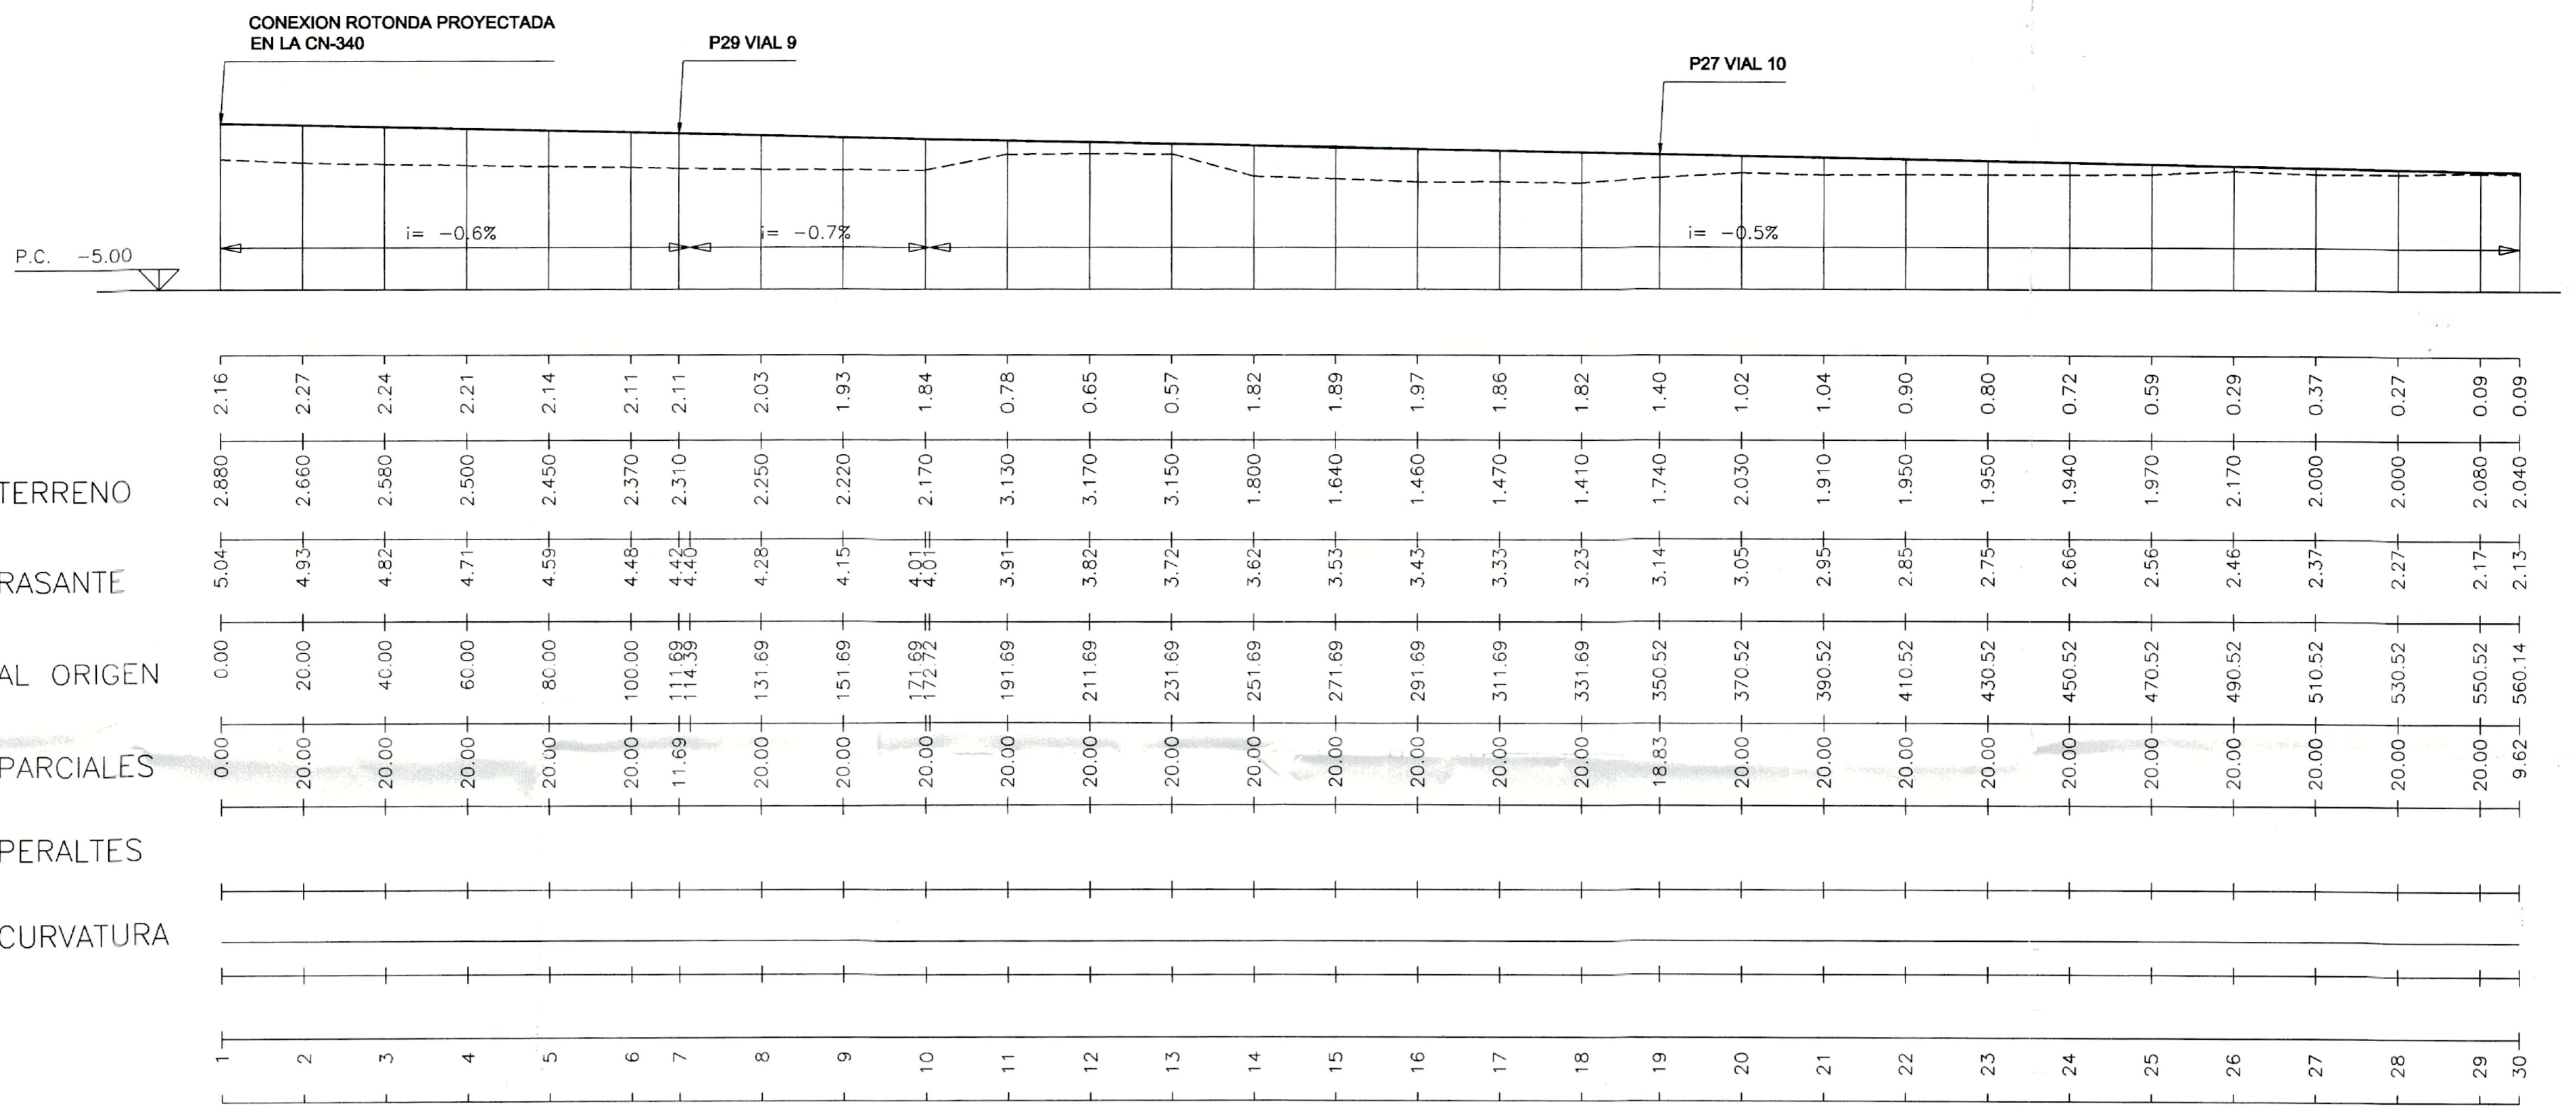 CONEXION ROTONDA PROYECTADA
EN LA CN-340
P29 VIAL 9
P27 VIAL 10
i= -0.6%
i= -0.7%
i= -0.5%
P.C. -5.00
2.16 2.27 2.24 2.21 2.14 2.11 2.11 2.03 1.93 1.84 0.78 0.65 0.57 1.82 1.89 1.97 1.86 1.82 1.40 1.02 1.04 0.90 0.80 0.72 0.59 0.29 0.37 0.27 0.09 0.09
TERRENO 2.880 2.660 2.580 2.500 2.450 2.370 2.310 2.250 2.220 2.170 3.130 3.170 3.150 1.800 1.640 1.460 1.470 1.410 1.740 2.030 1.910 1.950 1.950 1.940 1.970 2.170 2.000 2.000 2.080 2.040
RASANTE 5.04 4.93 4.82 4.71 4.59 4.48 4.42 4.40 4.28 4.15 4.01 4.01 3.91 3.82 3.72 3.62 3.53 3.43 3.33 3.23 3.14 3.05 2.95 2.85 2.75 2.66 2.56 2.46 2.37 2.27 2.17 2.13
AL ORIGEN 0.00 20.00 40.00 60.00 80.00 100.00 111.69 114.39 131.69 151.69 171.69 172.72 191.69 211.69 231.69 251.69 271.69 291.69 311.69 331.69 350.52 370.52 390.52 410.52 430.52 450.52 470.52 490.52 510.52 530.52 550.52 560.14
PARCIALES 0.00 20.00 20.00 20.00 20.00 20.00 11.69 20.00 20.00 20.00 20.00 20.00 20.00 20.00 20.00 20.00 20.00 20.00 18.83 20.00 20.00 20.00 20.00 20.00 20.00 20.00 20.00 20.00 20.00 9.62
PERALTES
CURVATURA
1 2 3 4 5 6 7 8 9 10 11 12 13 14 15 16 17 18 19 20 21 22 23 24 25 26 27 28 29 30